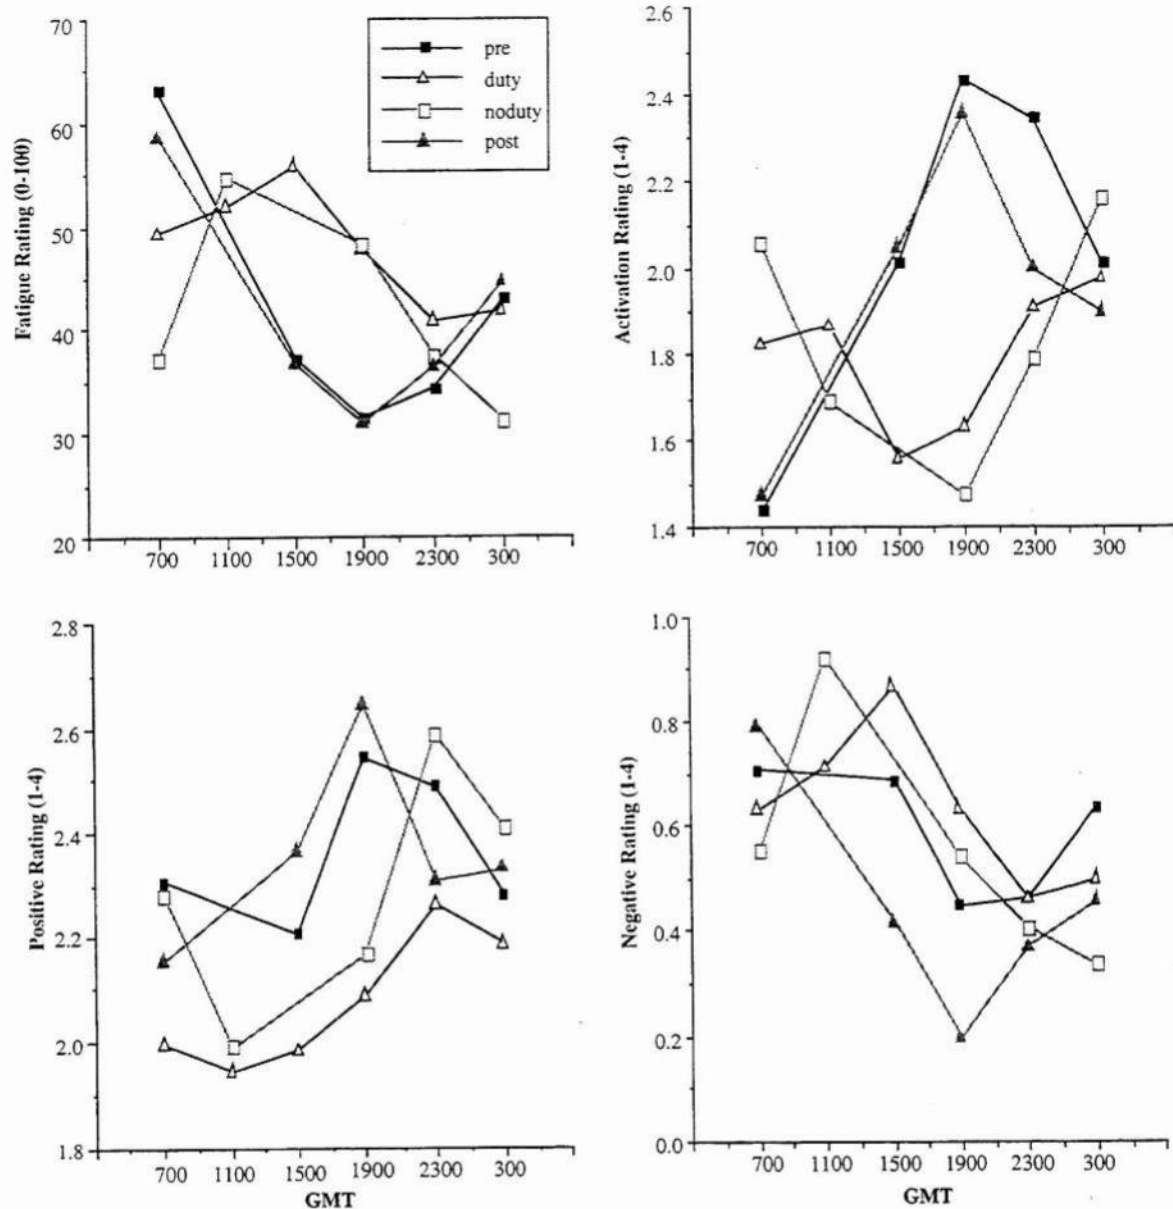 70
60
50
40
30
20
Fatigue Rating (0-100)
pre
duty
noduty
post
700 1100 1500 1900 2300 300
2.6
2.4
2.2
2.0
1.8
1.6
1.4
Activation Rating (1-4)
700 1100 1500 1900 2300 300
2.8
2.6
2.4
2.2
2.0
1.8
Positive Rating (1-4)
700 1100 1500 1900 2300 300
GMT
1.0
0.8
0.6
0.4
0.2
0.0
Negative Rating (1-4)
700 1100 1500 1900 2300 300
GMT